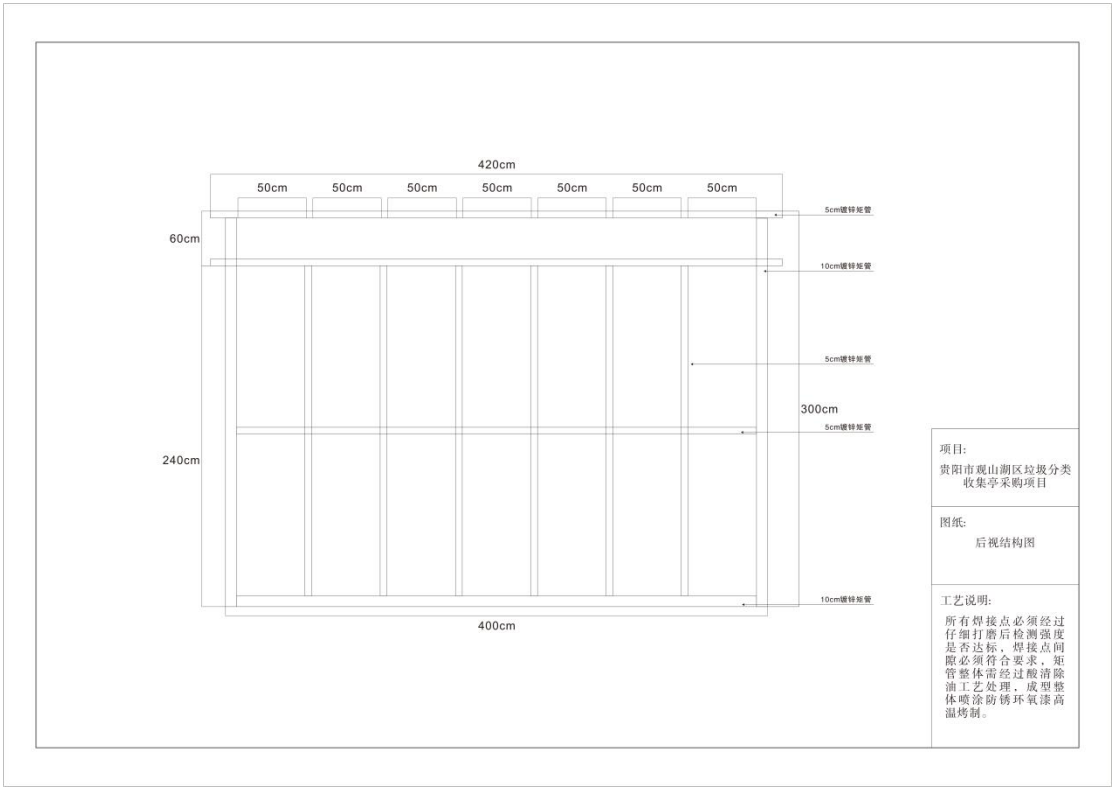 420cm
50cm 50cm 50cm 50cm 50cm 50cm 50cm
5cm镀锌矩管
60cm
10cm镀锌矩管
5cm镀锌矩管
300cm
5cm镀锌矩管
240cm
10cm镀锌矩管
400cm
项目:
贵阳市观山湖区垃圾分类
收集亭采购项目
图纸:
后视结构图
工艺说明:
所有焊接点必须经过
仔细打磨后检测强度
是否达标，焊接点间
隙必须符合要求，矩
管整体需经过酸清除
油工艺处理，成型整
体喷涂防锈环氧漆高
温烤制。